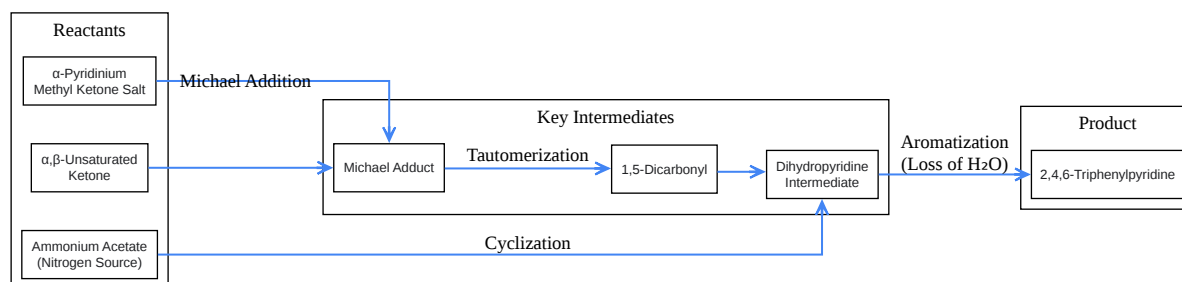 Reactants
α-Pyridinium
Methyl Ketone Salt
Michael Addition
α,β-Unsaturated
Ketone
Ammonium Acetate
(Nitrogen Source)
Cyclization
Key Intermediates
Michael Adduct
Tautomerization
1,5-Dicarbonyl
Dihydropyridine
Intermediate
Aromatization
(Loss of H₂O)
Product
2,4,6-Triphenylpyridine